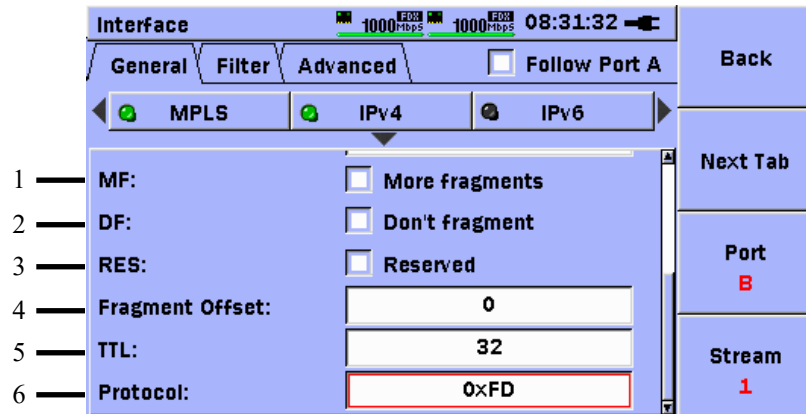 Interface 1000 FDX Mbps 1000 FDX Mbps 08:31:32
General Filter Advanced Follow Port A
MPLS IPv4 IPv6
1 MF: More fragments
2 DF: Don't fragment
3 RES: Reserved
4 Fragment Offset: 0
5 TTL: 32
6 Protocol: 0xFD
Back
Next Tab
Port
B
Stream
1